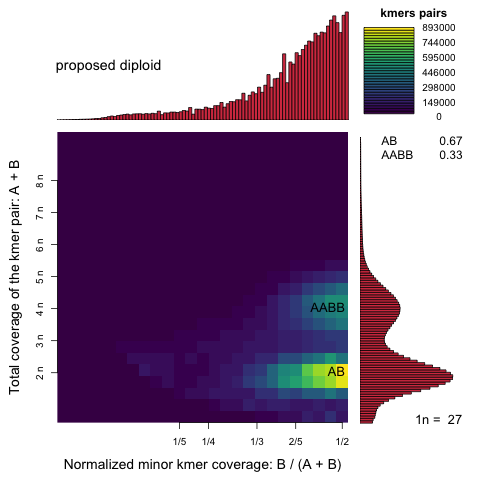 kmers pairs
proposed diploid
893000
744000
595000
446000
298000
149000
0
AB 0.67
AABB 0.33
Total coverage of the kmer pair: A + B
8 n
7 n
6 n
5 n
4 n
3 n
2 n
AABB
AB
1n = 27
1/5 1/4 1/3 2/5 1/2
Normalized minor kmer coverage: B / (A + B)